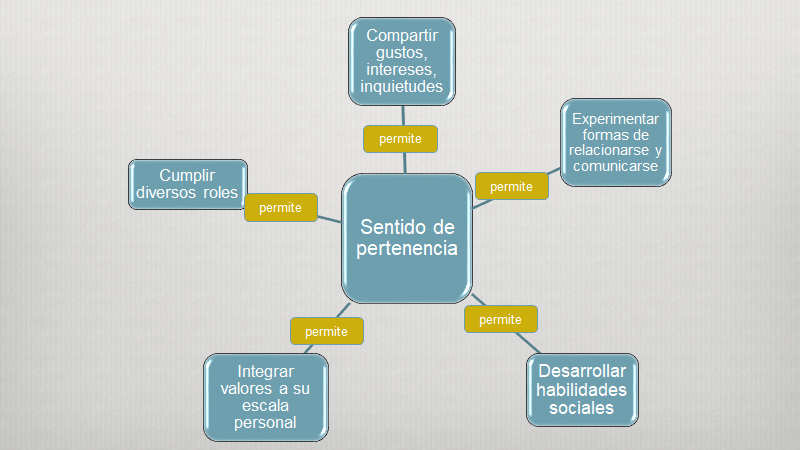 Compartir
gustos,
intereses,
inquietudes
permite
Experimentar
formas de
relacionarse y
comunicarse
permite
Cumplir
diversos roles
permite
Sentido de
pertenencia
permite
Desarrollar
habilidades
sociales
permite
Integrar
valores a su
escala
personal